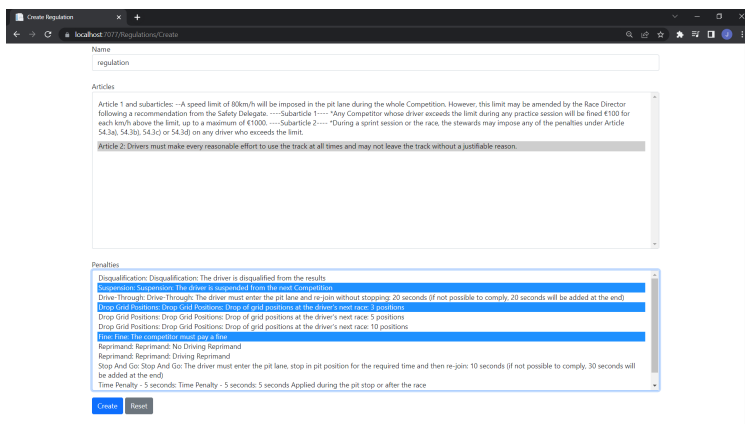 Create Regulation
localhost:7077/Regulations/Create
Name
regulation
Articles
Article 1 and subarticles: --A speed limit of 80km/h will be imposed in the pit lane during the whole Competition. However, this limit may be amended by the Race Director
following a recommendation from the Safety Delegate. ----Subarticle 1---- *Any Competitor whose driver exceeds the limit during any practice session will be fined €100 for
each km/h above the limit, up to a maximum of €1000. ----Subarticle 2---- *During a sprint session or the race, the stewards may impose any of the penalties under Article
54.3a), 54.3b), 54.3c) or 54.3d) on any driver who exceeds the limit.
Article 2: Drivers must make every reasonable effort to use the track at all times and may not leave the track without a justifiable reason.
Penalties
Disqualification: Disqualification: The driver is disqualified from the results
Suspension: Suspension: The driver is suspended from the next Competition
Drive-Through: Drive-Through: The driver must enter the pit lane and re-join without stopping: 20 seconds (if not possible to comply, 20 seconds will be added at the end)
Drop Grid Positions: Drop Grid Positions: Drop of grid positions at the driver's next race: 3 positions
Drop Grid Positions: Drop Grid Positions: Drop of grid positions at the driver's next race: 5 positions
Drop Grid Positions: Drop Grid Positions: Drop of grid positions at the driver's next race: 10 positions
Fine: Fine: The competitor must pay a fine
Reprimand: Reprimand: No Driving Reprimand
Reprimand: Reprimand: Driving Reprimand
Stop And Go: Stop And Go: The driver must enter the pit lane, stop in pit position for the required time and then re-join: 10 seconds (if not possible to comply, 30 seconds will
be added at the end)
Time Penalty - 5 seconds: Time Penalty - 5 seconds: 5 seconds Applied during the pit stop or after the race
Create Reset